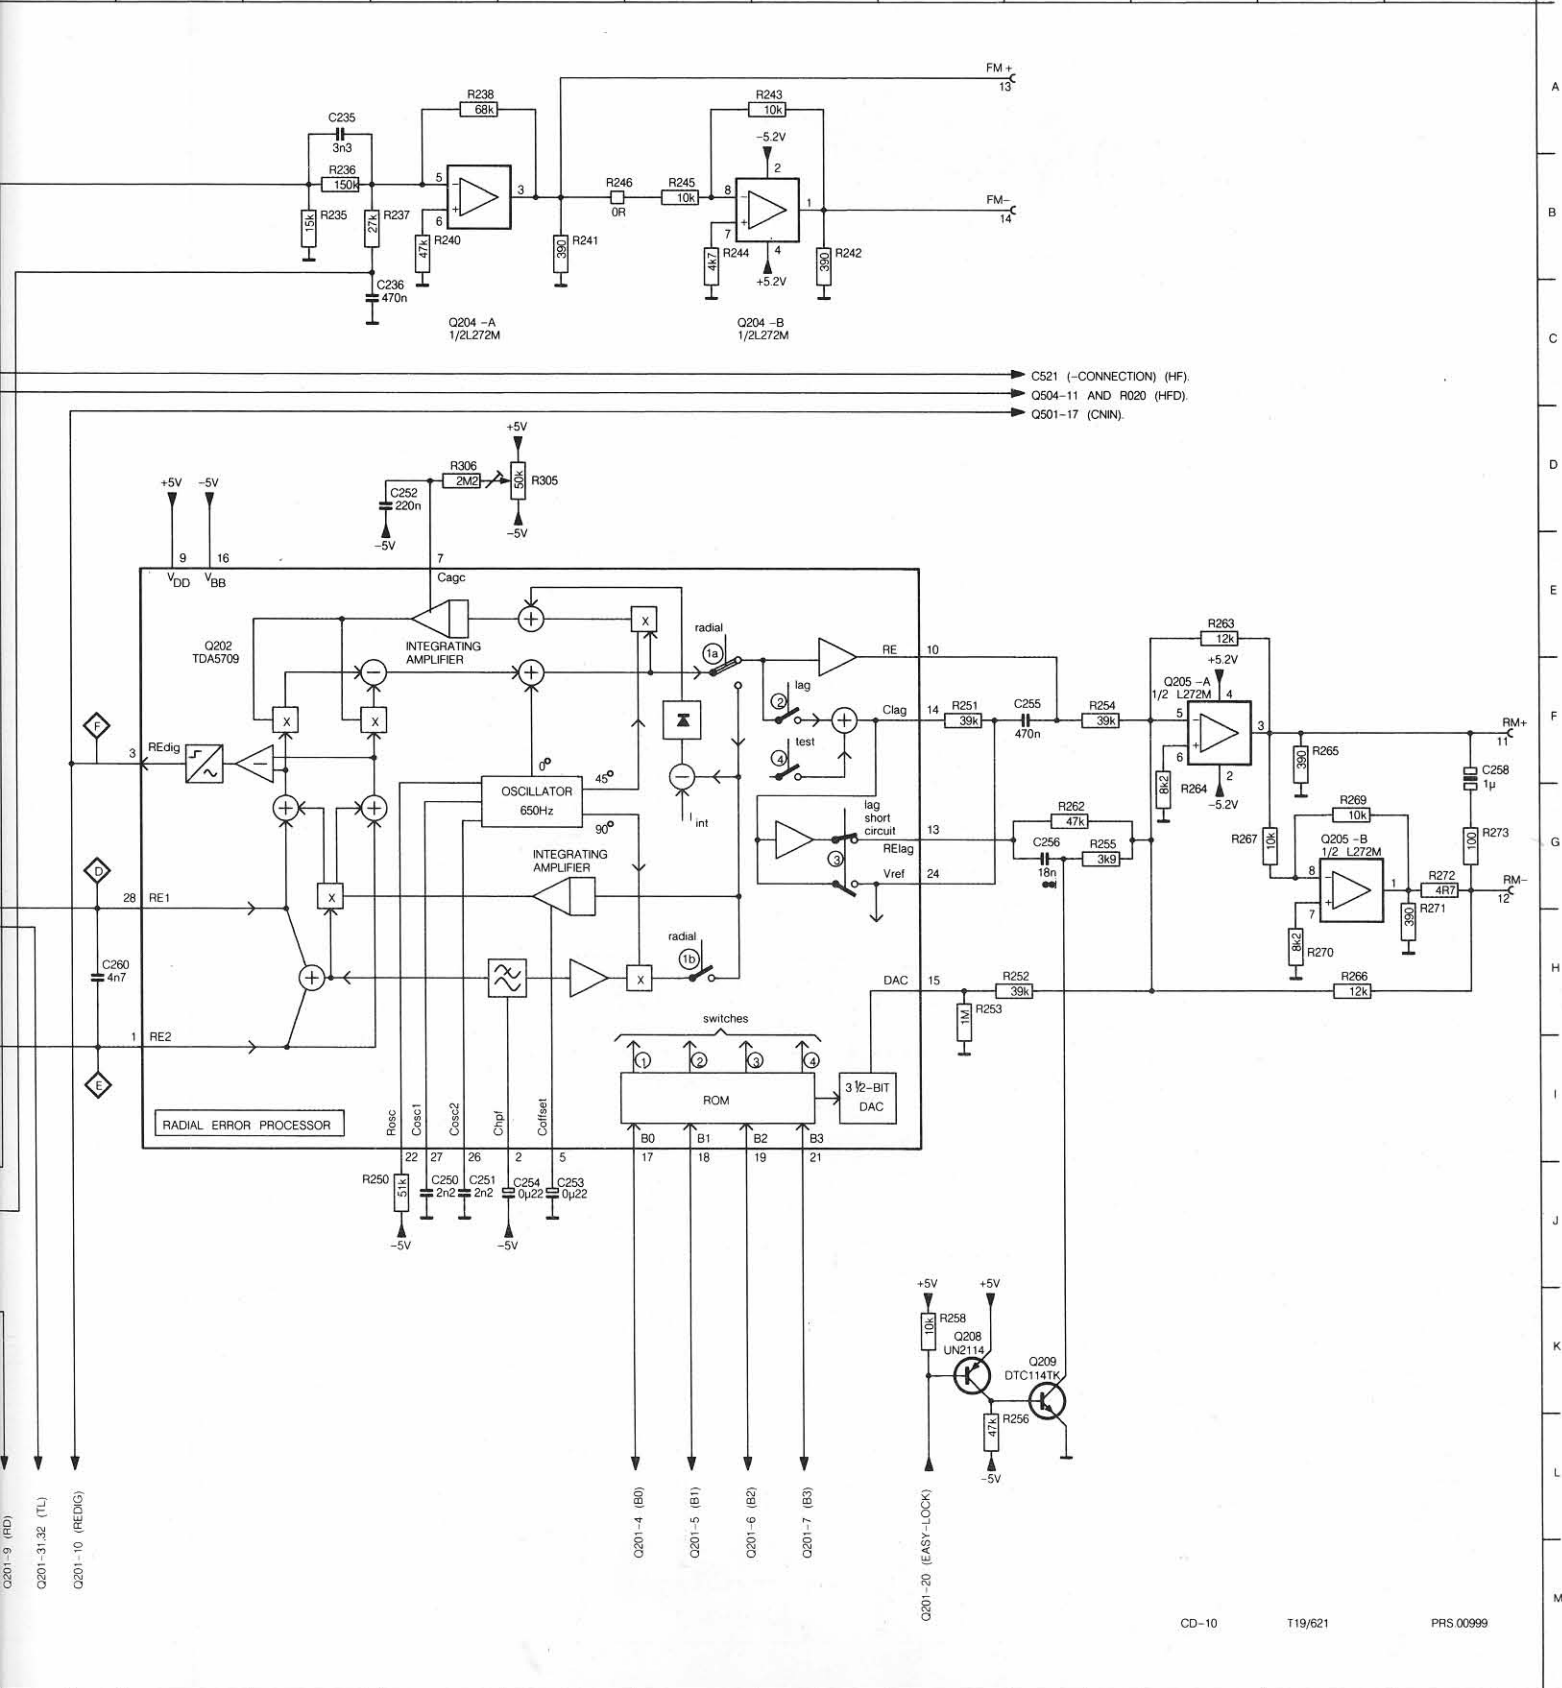 FM +
13
A
R238
68k
R243
10k
C235
3n3
-5.2V
2
R236
150k
5
−
3
R246
0R
R245
10k
8
−
1
FM-
14
B
R235
15k
R237
27k
+
6
R240
47k
R241
390
+
7
R244
4k7
4
+5.2V
R242
390
C236
470n
Q204 -A
1/2L272M
Q204 -B
1/2L272M
C
C521 (-CONNECTION) (HF).
Q504-11 AND R020 (HFD).
Q501-17 (CNIN).
+5V
D
R306
2M2
50k
R305
+5V
-5V
C252
220n
-5V
-5V
9
16
7
VDD
VBB
Cagc
E
Q202
TDA5709
INTEGRATING
AMPLIFIER
+
X
radial
1a
RE
10
R263
12k
+5.2V
−
+
lag
2
Q205 -A
1/2 L272M
4
F
X
X
Clag
14
R251
39k
C255
470n
R254
39k
5
−
3
RM+
11
F
+
test
4
+
6
R265
390
3
REdig
−
0°
45°
−
C258
1µ
OSCILLATOR
650Hz
8k2
R264
2
-5.2V
+
+
I int
lag
short
circuit
R262
47k
R269
10k
90°
13
R267
10k
Q205 -B
1/2 L272M
100
R273
G
INTEGRATING
AMPLIFIER
RElag
C256
18n
R255
3k9
3
D
Vref
24
8
−
1
R272
4R7
RM-
12
28
RE1
X
+
7
390
R271
radial
1b
8k2
R270
C260
4n7
+
X
H
DAC
15
R252
39k
R266
12k
1M
R253
switches
1
RE2
E
1
2
3
4
ROM
3 1/2-BIT
DAC
I
RADIAL ERROR PROCESSOR
Rosc
Cosc1
Cosc2
Chpf
Coffset
B0
B1
B2
B3
22
27
26
2
5
17
18
19
21
R250
51k
C250
2n2
C251
2n2
C254
0µ22
C253
0µ22
J
-5V
-5V
+5V
+5V
10k
R258
Q208
UN2114
K
Q209
DTC114TK
47k
R256
-5V
L
Q201-9 (RD)
Q201-31.32 (TL)
Q201-10 (REDIG)
Q201-4 (B0)
Q201-5 (B1)
Q201-6 (B2)
Q201-7 (B3)
Q201-20 (EASY-LOCK)
M
CD-10
T19/621
PRS.00999